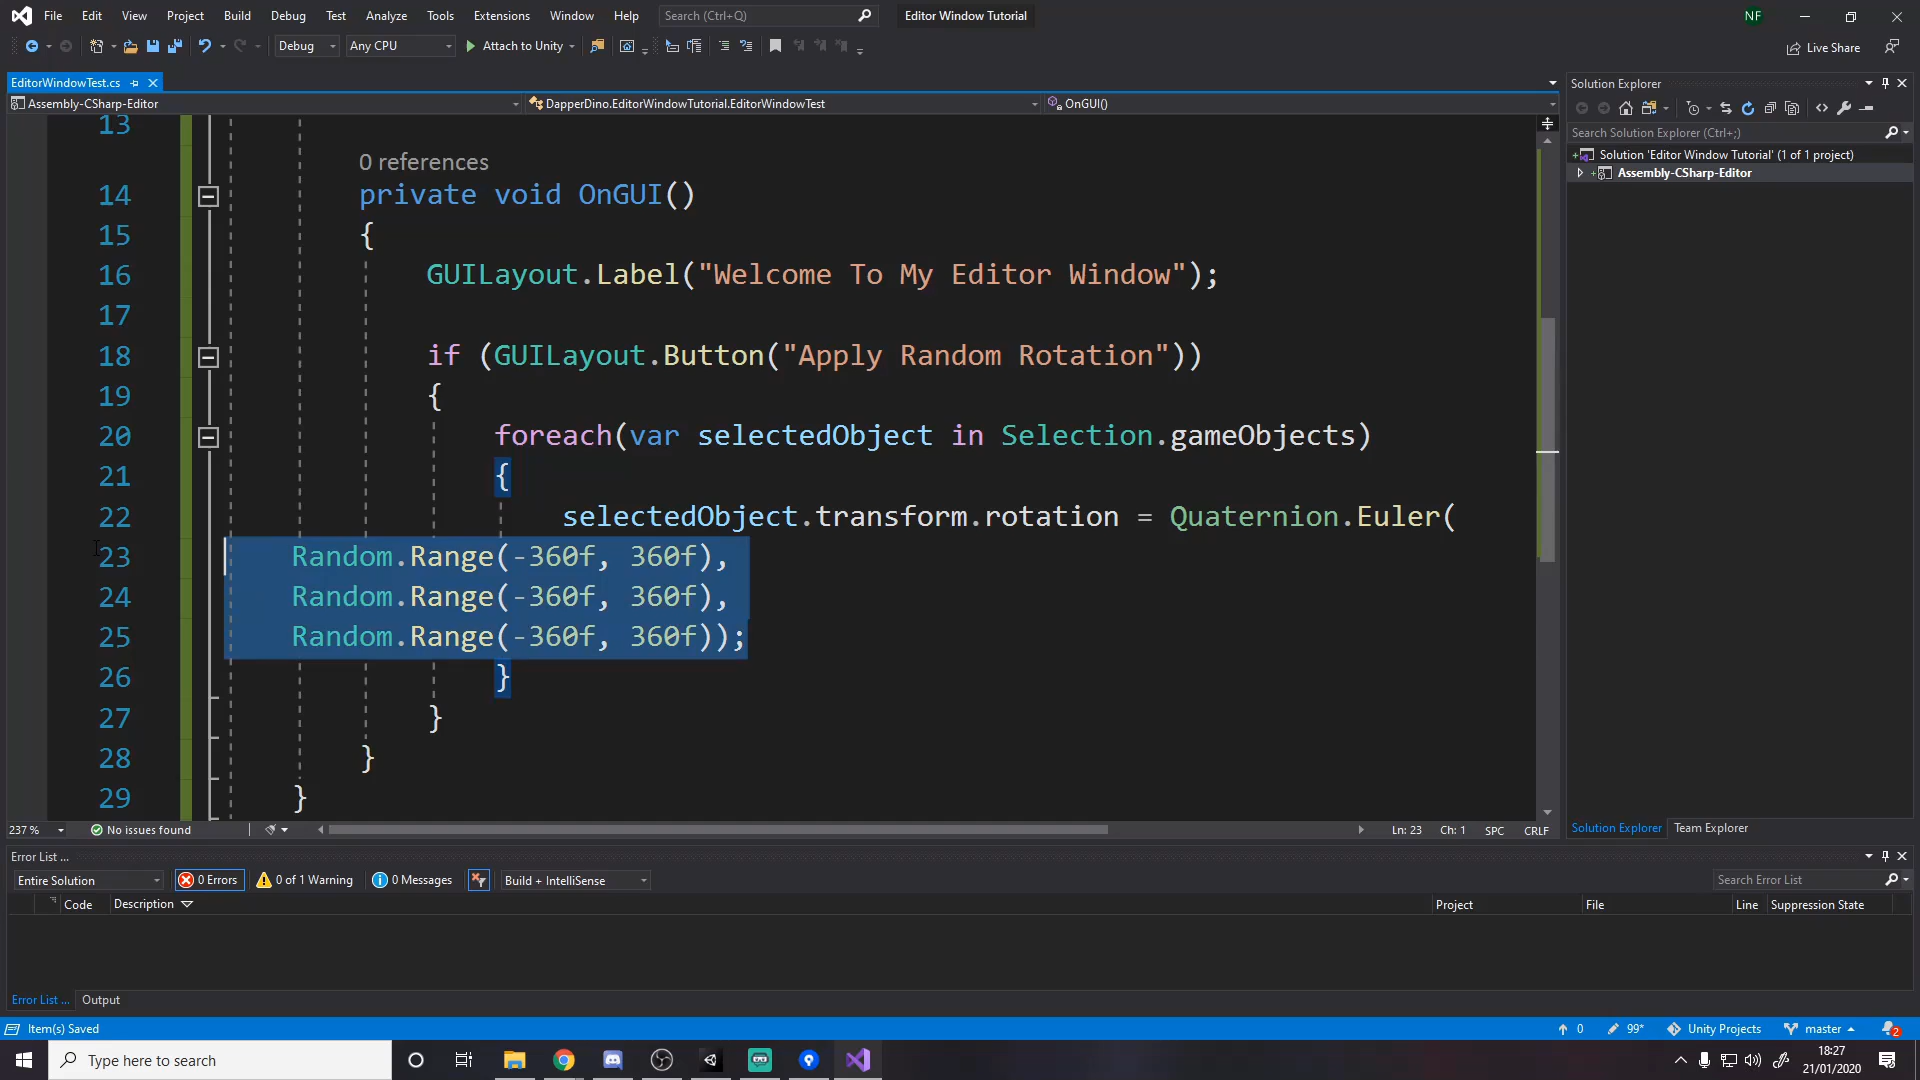 File Edit View Project Build Debug Test Analyze Tools Extensions Window Help Search (Ctrl+Q) Editor Window Tutorial NF
Debug Any CPU Attach to Unity Live Share
EditorWindowTest.cs
Assembly-CSharp-Editor DapperDino.EditorWindowTutorial.EditorWindowTest OnGUI()
13
0 references
14 private void OnGUI()
15 {
16 GUILayout.Label("Welcome To My Editor Window");
17
18 if (GUILayout.Button("Apply Random Rotation"))
19 {
20 foreach(var selectedObject in Selection.gameObjects)
21 {
22 selectedObject.transform.rotation = Quaternion.Euler(
23 Random.Range(-360f, 360f),
24 Random.Range(-360f, 360f),
25 Random.Range(-360f, 360f));
26 }
27 }
28 }
29 }
237 % No issues found Ln: 23 Ch: 1 SPC CRLF
Solution Explorer
Search Solution Explorer (Ctrl+;)
Solution 'Editor Window Tutorial' (1 of 1 project)
Assembly-CSharp-Editor
Solution Explorer Team Explorer
Error List ...
Entire Solution 0 Errors 0 of 1 Warning 0 Messages Build + IntelliSense Search Error List
Code Description Project File Line Suppression State
Error List ... Output
Item(s) Saved 0 99* Unity Projects master 2
Type here to search 18:27
21/01/2020